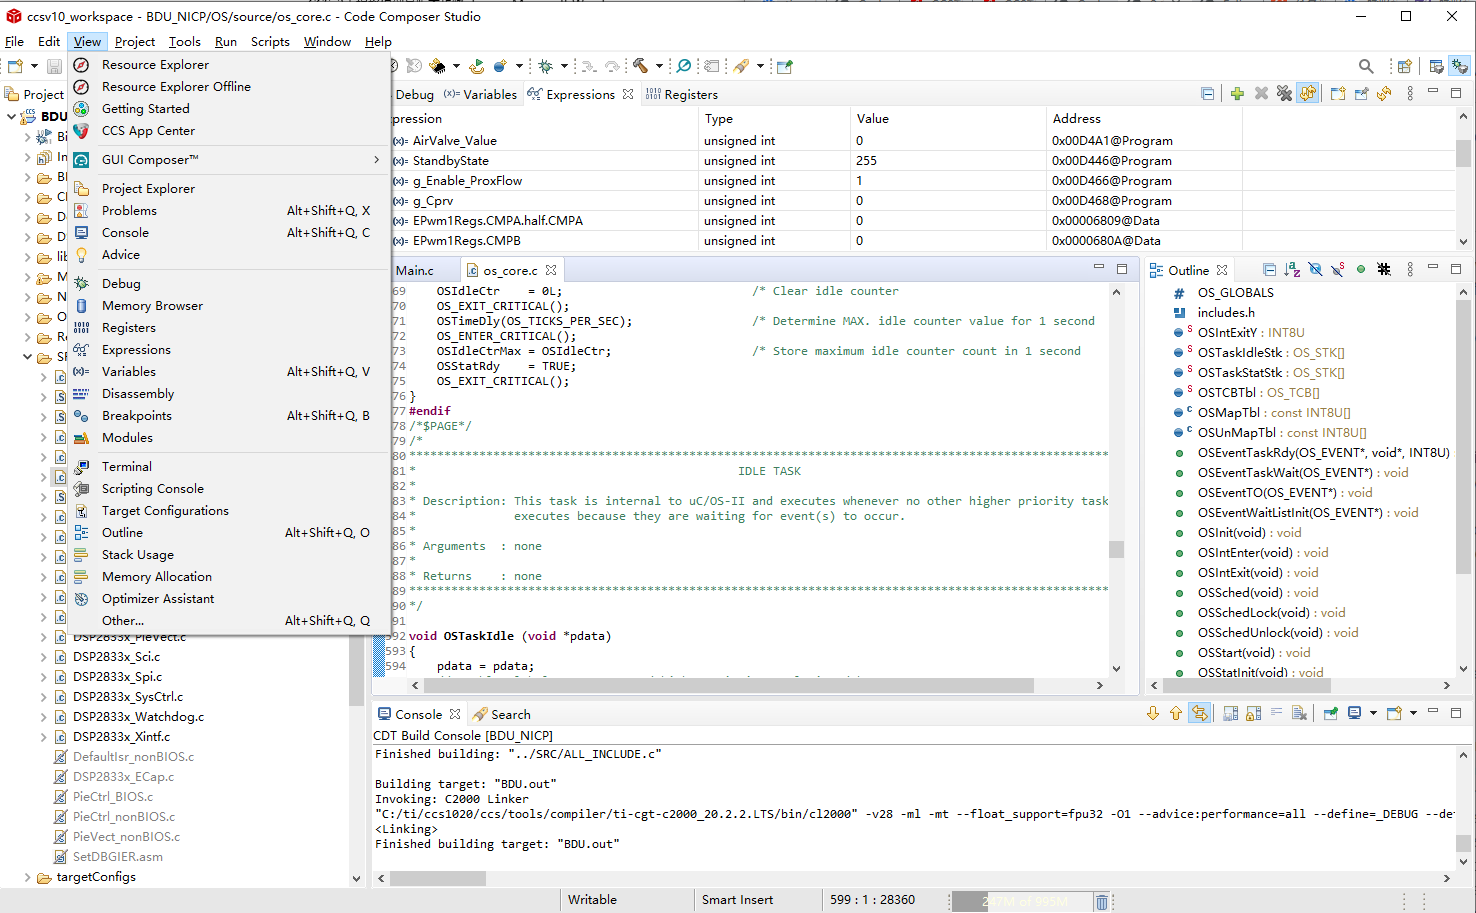 ccsv10_workspace - BDU_NICP/OS/source/os_core.c - Code Composer Studio
File Edit View Project Tools Run Scripts Window Help
Project
BDU
Bi
In
BI
CI
D
D
lib
M
N
O
Re
SR
Resource Explorer
Resource Explorer Offline
Getting Started
CCS App Center
GUI Composer™
Project Explorer
Problems Alt+Shift+Q, X
Console Alt+Shift+Q, C
Advice
Debug
Memory Browser
Registers
Expressions
Variables Alt+Shift+Q, V
Disassembly
Breakpoints Alt+Shift+Q, B
Modules
Terminal
Scripting Console
Target Configurations
Outline Alt+Shift+Q, O
Stack Usage
Memory Allocation
Optimizer Assistant
Other... Alt+Shift+Q, Q
DSP2833x_PieVect.c
DSP2833x_Sci.c
DSP2833x_Spi.c
DSP2833x_SysCtrl.c
DSP2833x_Watchdog.c
DSP2833x_Xintf.c
DefaultIsr_nonBIOS.c
DSP2833x_ECap.c
PieCtrl_BIOS.c
PieCtrl_nonBIOS.c
PieVect_nonBIOS.c
SetDBGIER.asm
targetConfigs
Debug (x)= Variables Expressions Registers
pression Type Value Address
(x)= AirValve_Value unsigned int 0 0x00D4A1@Program
(x)= StandbyState unsigned int 255 0x00D446@Program
(x)= g_Enable_ProxFlow unsigned int 1 0x00D466@Program
(x)= g_Cprv unsigned int 0 0x00D468@Program
(x)= EPwm1Regs.CMPA.half.CMPA unsigned int 0 0x00006809@Data
(x)= EPwm1Regs.CMPB unsigned int 0 0x0000680A@Data
Main.c os_core.c
69 OSIdleCtr = 0L; /* Clear idle counter
70 OS_EXIT_CRITICAL();
71 OSTimeDly(OS_TICKS_PER_SEC); /* Determine MAX. idle counter value for 1 second
72 OS_ENTER_CRITICAL();
73 OSIdleCtrMax = OSIdleCtr; /* Store maximum idle counter count in 1 second
74 OSStatRdy = TRUE;
75 OS_EXIT_CRITICAL();
76 }
77 #endif
78 /*$PAGE*/
79 /*
80 ****************************************************************************************************
81 * IDLE TASK
82 *
83 * Description: This task is internal to uC/OS-II and executes whenever no other higher priority task
84 * executes because they are waiting for event(s) to occur.
85 *
86 * Arguments : none
87 *
88 * Returns : none
89 ****************************************************************************************************
90 */
91
592 void OSTaskIdle (void *pdata)
593 {
594 pdata = pdata;
Outline
OS_GLOBALS
includes.h
OSIntExitY : INT8U
OSTaskIdleStk : OS_STK[]
OSTaskStatStk : OS_STK[]
OSTCBTbl : OS_TCB[]
OSMapTbl : const INT8U[]
OSUnMapTbl : const INT8U[]
OSEventTaskRdy(OS_EVENT*, void*, INT8U)
OSEventTaskWait(OS_EVENT*) : void
OSEventTO(OS_EVENT*) : void
OSEventWaitListInit(OS_EVENT*) : void
OSInit(void) : void
OSIntEnter(void) : void
OSIntExit(void) : void
OSSched(void) : void
OSSchedLock(void) : void
OSSchedUnlock(void) : void
OSStart(void) : void
OSStatInit(void) : void
Console Search
CDT Build Console [BDU_NICP]
Finished building: "../SRC/ALL_INCLUDE.c"
Building target: "BDU.out"
Invoking: C2000 Linker
"C:/ti/ccs1020/ccs/tools/compiler/ti-cgt-c2000_20.2.2.LTS/bin/cl2000" -v28 -ml -mt --float_support=fpu32 -O1 --advice:performance=all --define=_DEBUG --de
<Linking>
Finished building target: "BDU.out"
Writable Smart Insert 599 : 1 : 28360 247M of 995M